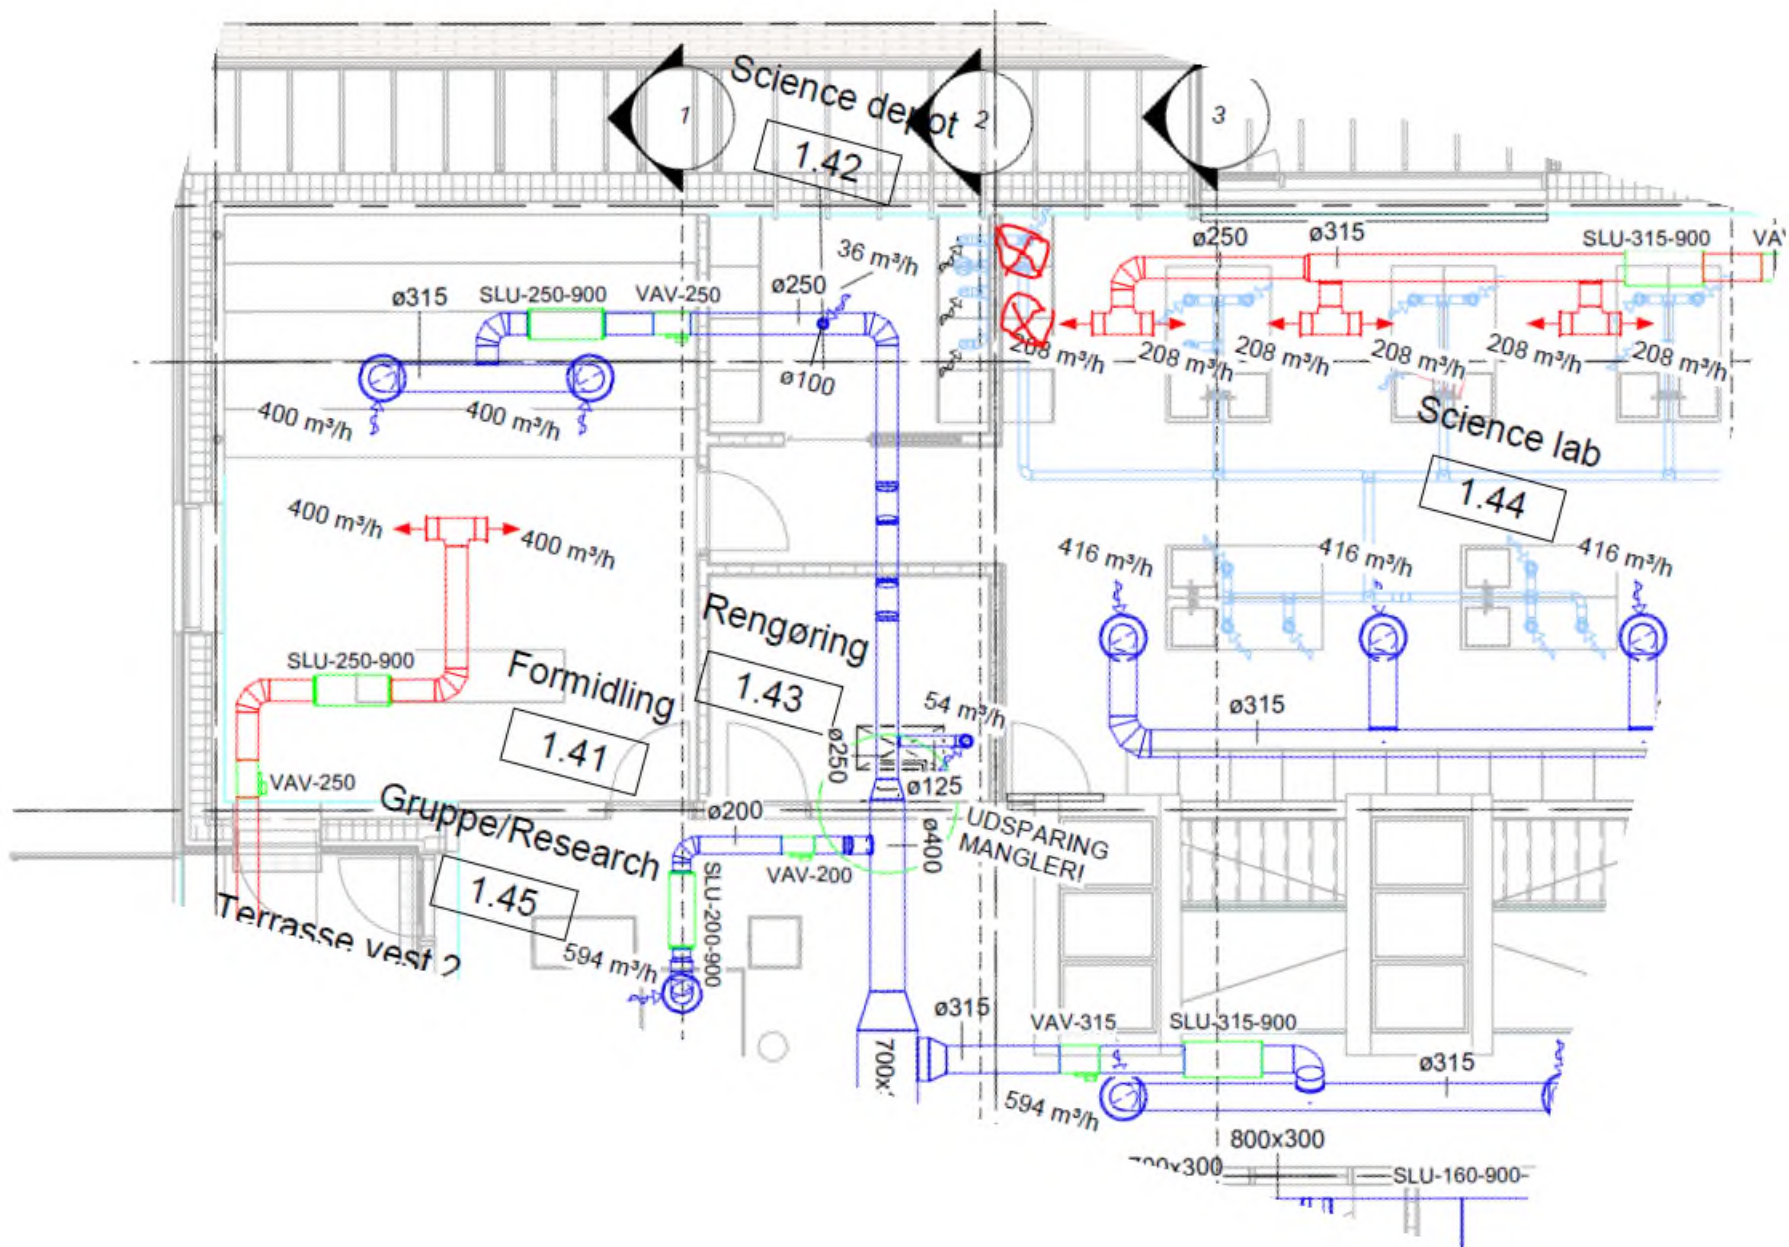 1
Science depot
2
3
1.42
36 m³/h
ø250
ø315
SLU-315-900
VA
ø315
SLU-250-900
VAV-250
ø250
ø100
208 m³/h
208 m³/h
208 m³/h
208 m³/h
208 m³/h
208 m³/h
400 m³/h
400 m³/h
Science lab
1.44
400 m³/h
400 m³/h
416 m³/h
416 m³/h
416 m³/h
Rengøring
1.43
SLU-250-900
Formidling
1.41
54 m³/h
ø250
ø125
ø315
VAV-250
Gruppe/Research
1.45
ø200
VAV-200
ø400
UDSPARING
MANGLER!
SLU-200-900
Terrasse vest 2
594 m³/h
ø315
VAV-315
SLU-315-900
ø315
700x
594 m³/h
800x300
700x300
SLU-160-900-